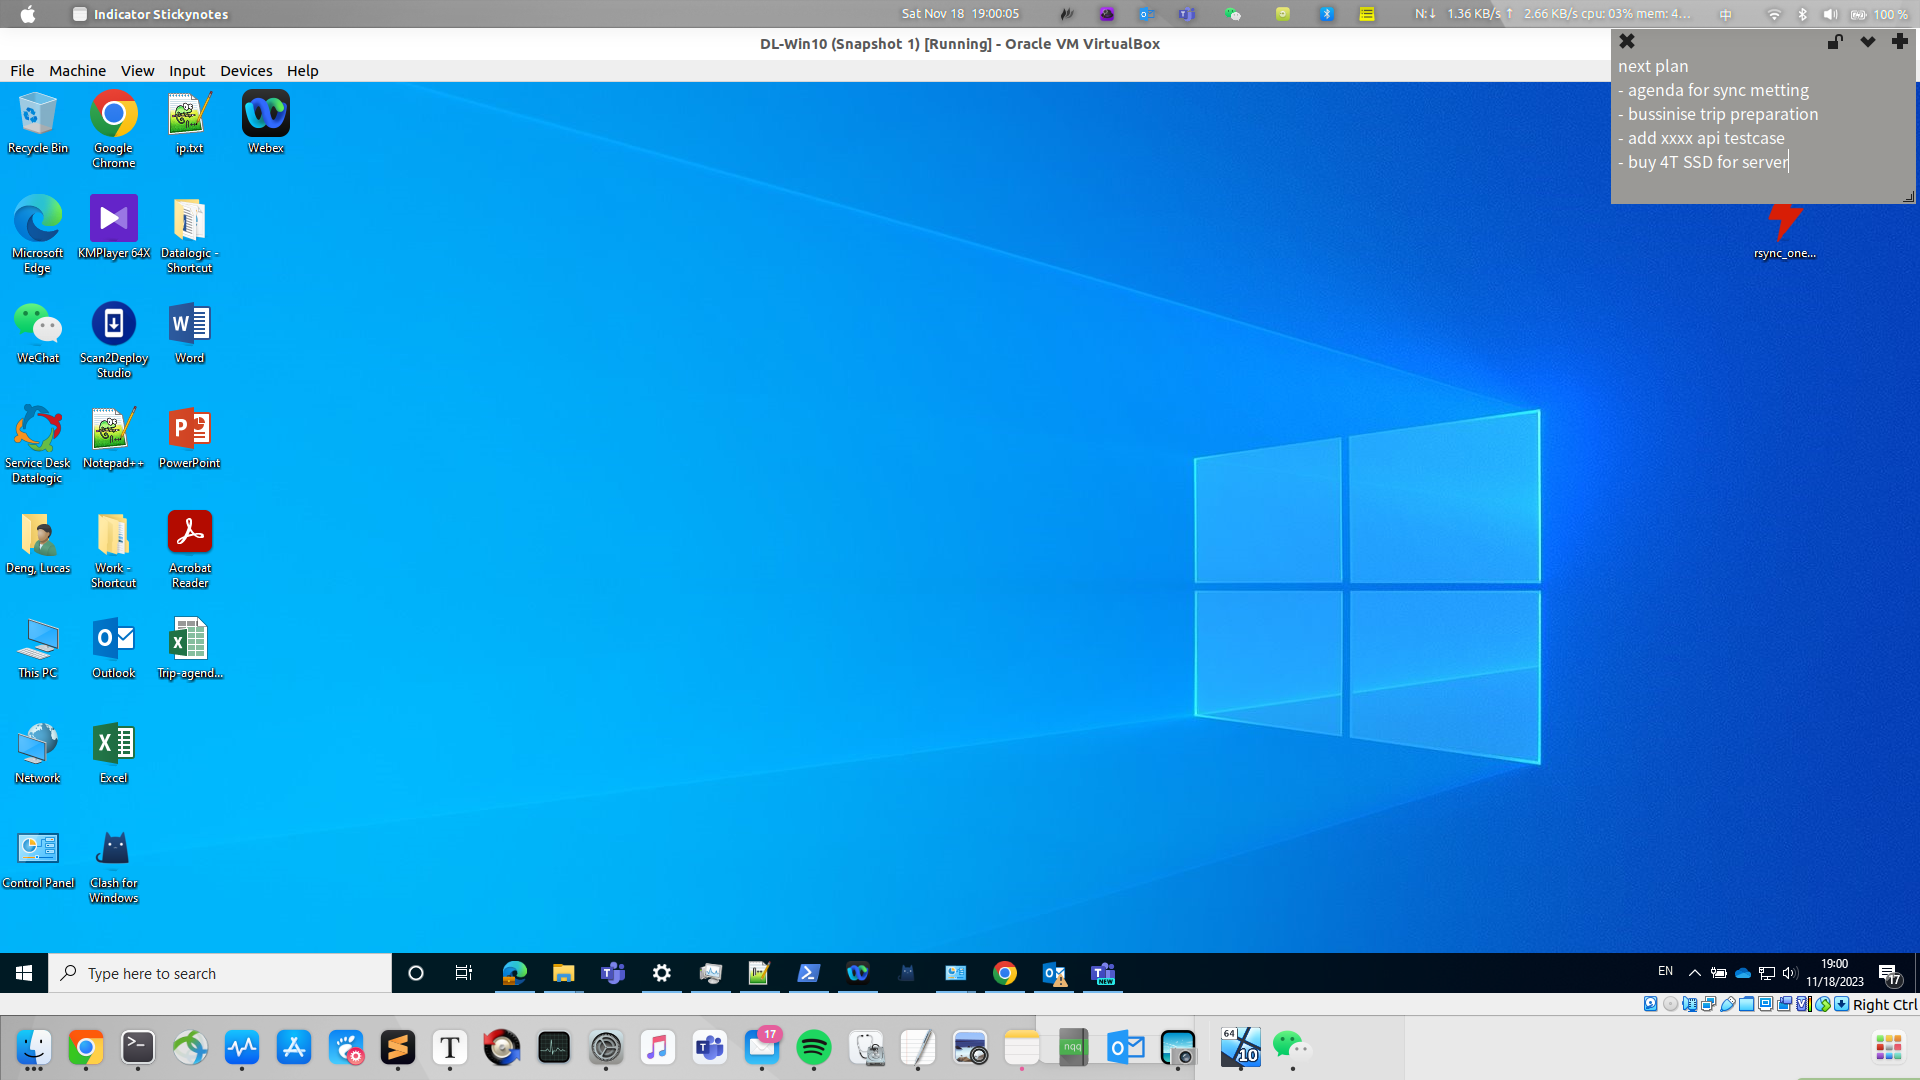 Indicator Stickynotes
Sat Nov 18 19:00:05
N:↓ 1.36 KB/s ↑ 2.66 KB/s cpu: 03% mem: 4...
中
100 %
DL-Win10 (Snapshot 1) [Running] - Oracle VM VirtualBox
File Machine View Input Devices Help
next plan
- agenda for sync metting
- bussinise trip preparation
- add xxxx api testcase
- buy 4T SSD for server
Recycle Bin
Google
Chrome
ip.txt
Webex
Microsoft
Edge
KMPlayer 64X
Datalogic -
Shortcut
rsync_one...
WeChat
Scan2Deploy
Studio
Word
Service Desk
Datalogic
Notepad++
PowerPoint
Deng, Lucas
Work -
Shortcut
Acrobat
Reader
This PC
Outlook
Trip-agend...
Network
Excel
Control Panel
Clash for
Windows
Type here to search
NEW
EN
19:00
11/18/2023
17
Right Ctrl
17
nqq
64
10